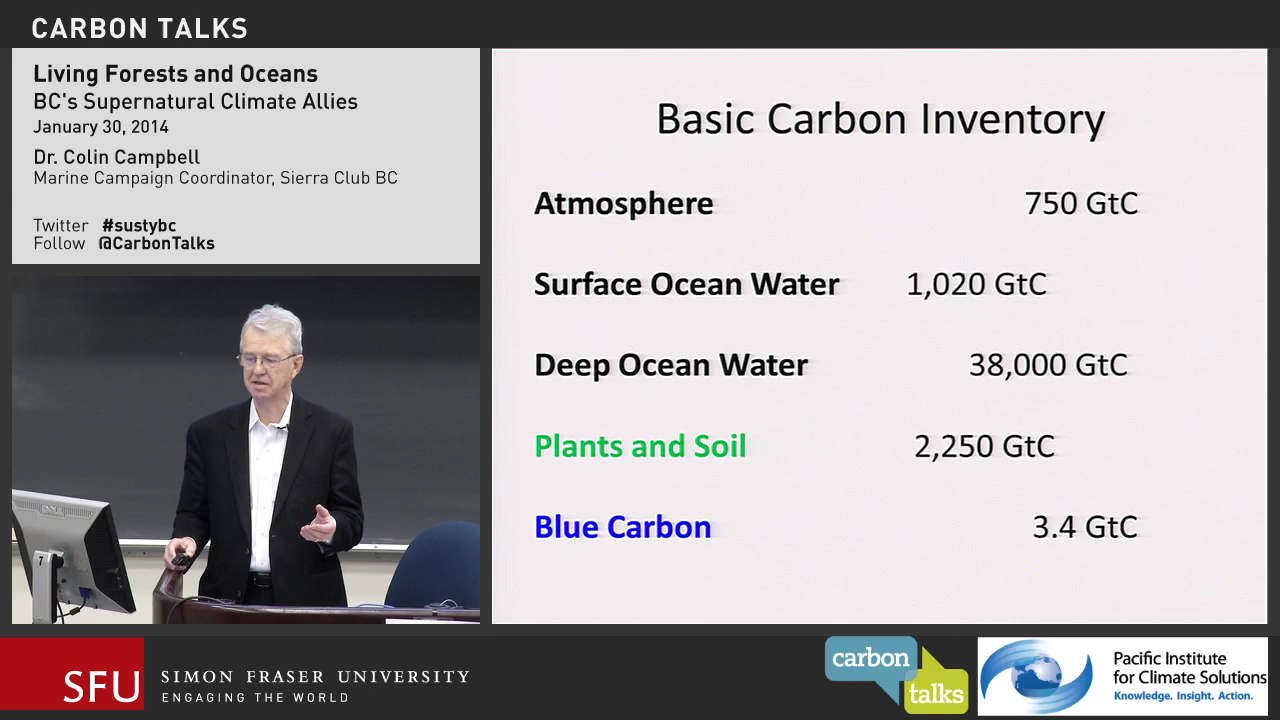 CARBON TALKS
Living Forests and Oceans
BC's Supernatural Climate Allies
January 30, 2014
Dr. Colin Campbell
Marine Campaign Coordinator, Sierra Club BC
Twitter #sustybc
Follow @CarbonTalks
Basic Carbon Inventory
Atmosphere 750 GtC
Surface Ocean Water 1,020 GtC
Deep Ocean Water 38,000 GtC
Plants and Soil 2,250 GtC
Blue Carbon 3.4 GtC
7
SFU SIMON FRASER UNIVERSITY
ENGAGING THE WORLD
carbon
talks
Pacific Institute
for Climate Solutions
Knowledge. Insight. Action.